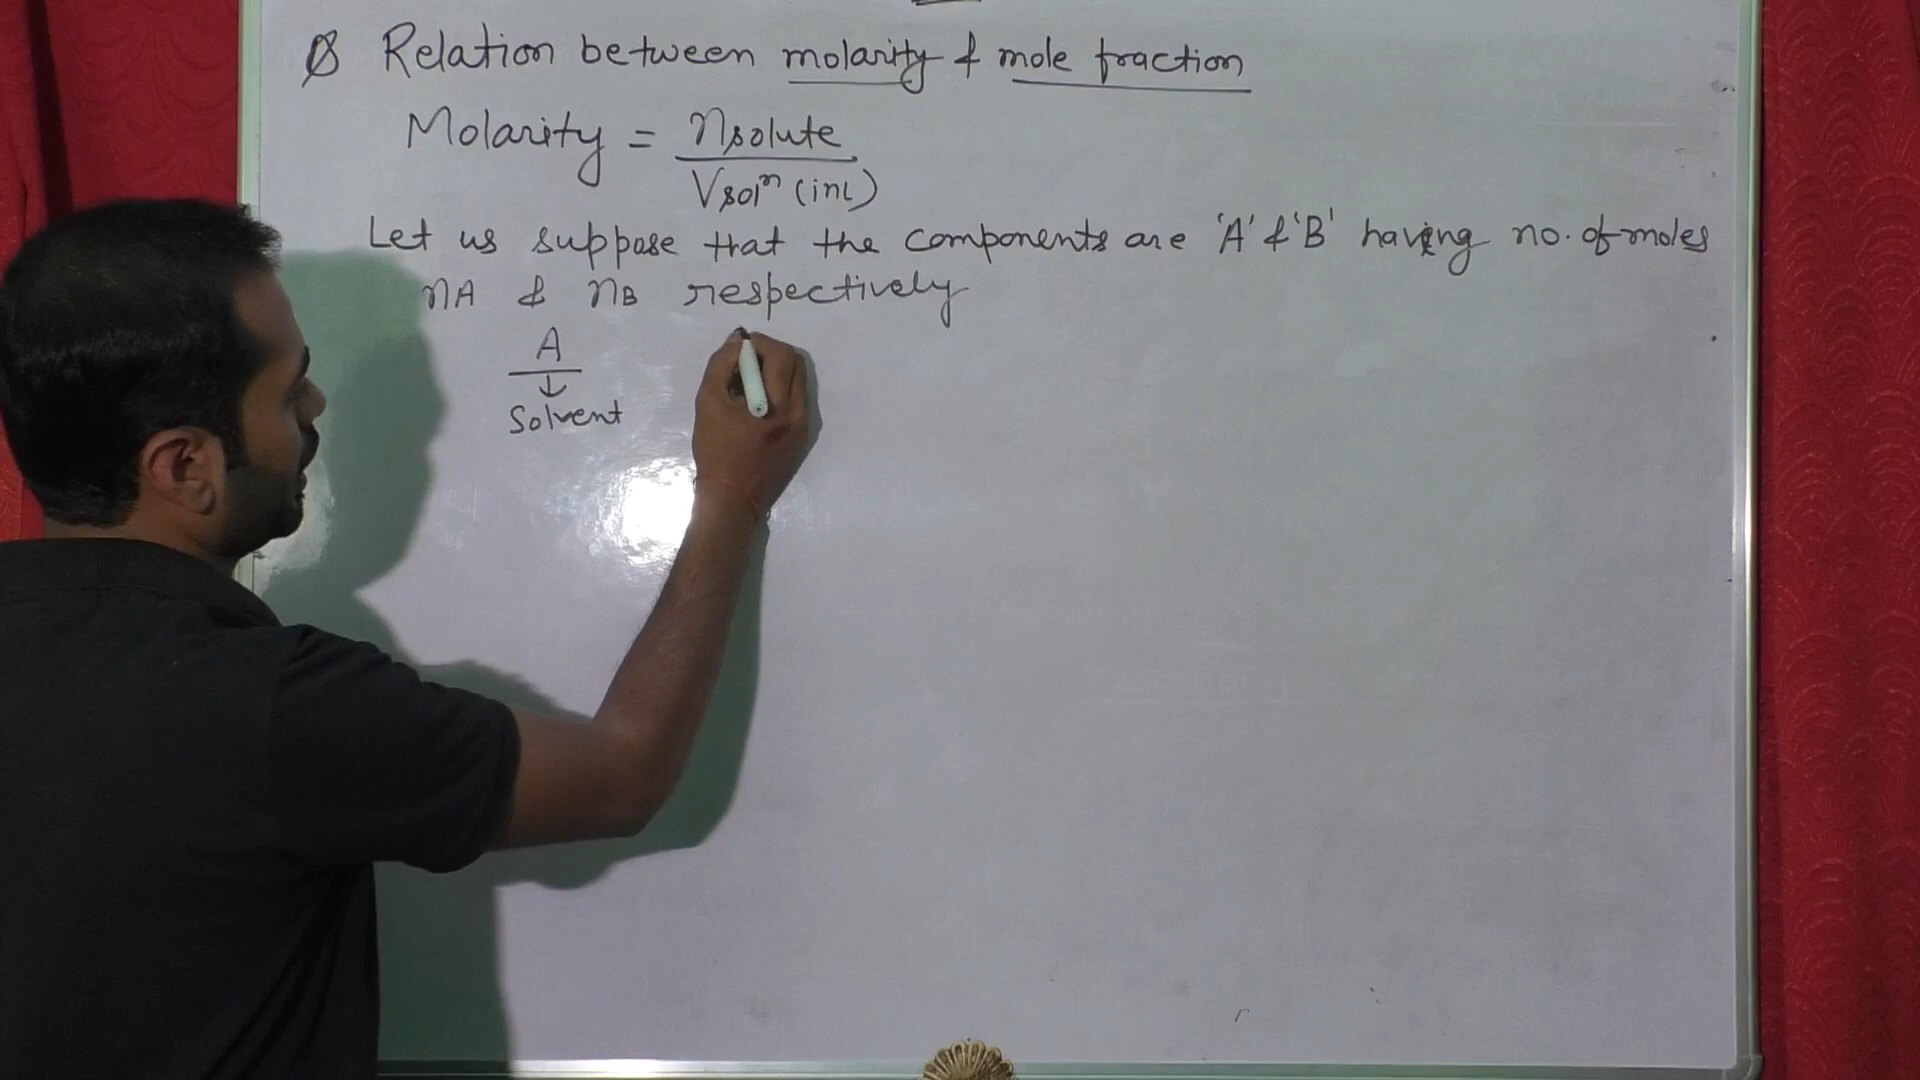 Relation between molarity & mole fraction
Molarity = nsolute / Vsolⁿ (in L)
Let us suppose that the components are 'A' & 'B' having no. of moles
nA & nB respectively
A
↓
Solvent